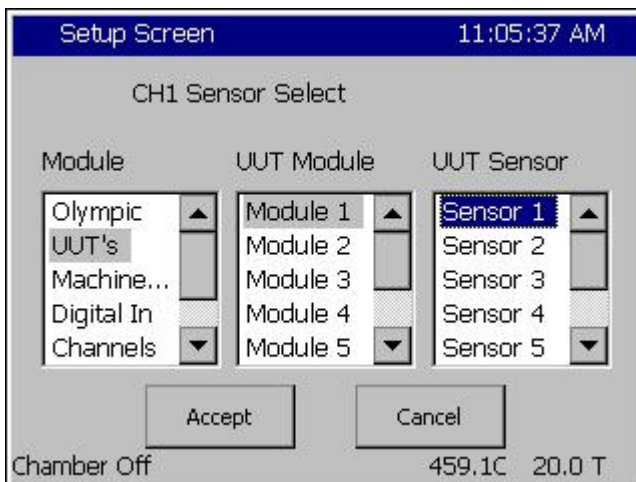 Setup Screen 11:05:37 AM
CH1 Sensor Select
Module UUT Module UUT Sensor
Olympic Module 1 Sensor 1
UUT's Module 2 Sensor 2
Machine... Module 3 Sensor 3
Digital In Module 4 Sensor 4
Channels Module 5 Sensor 5
Accept Cancel
Chamber Off 459.1C 20.0 T